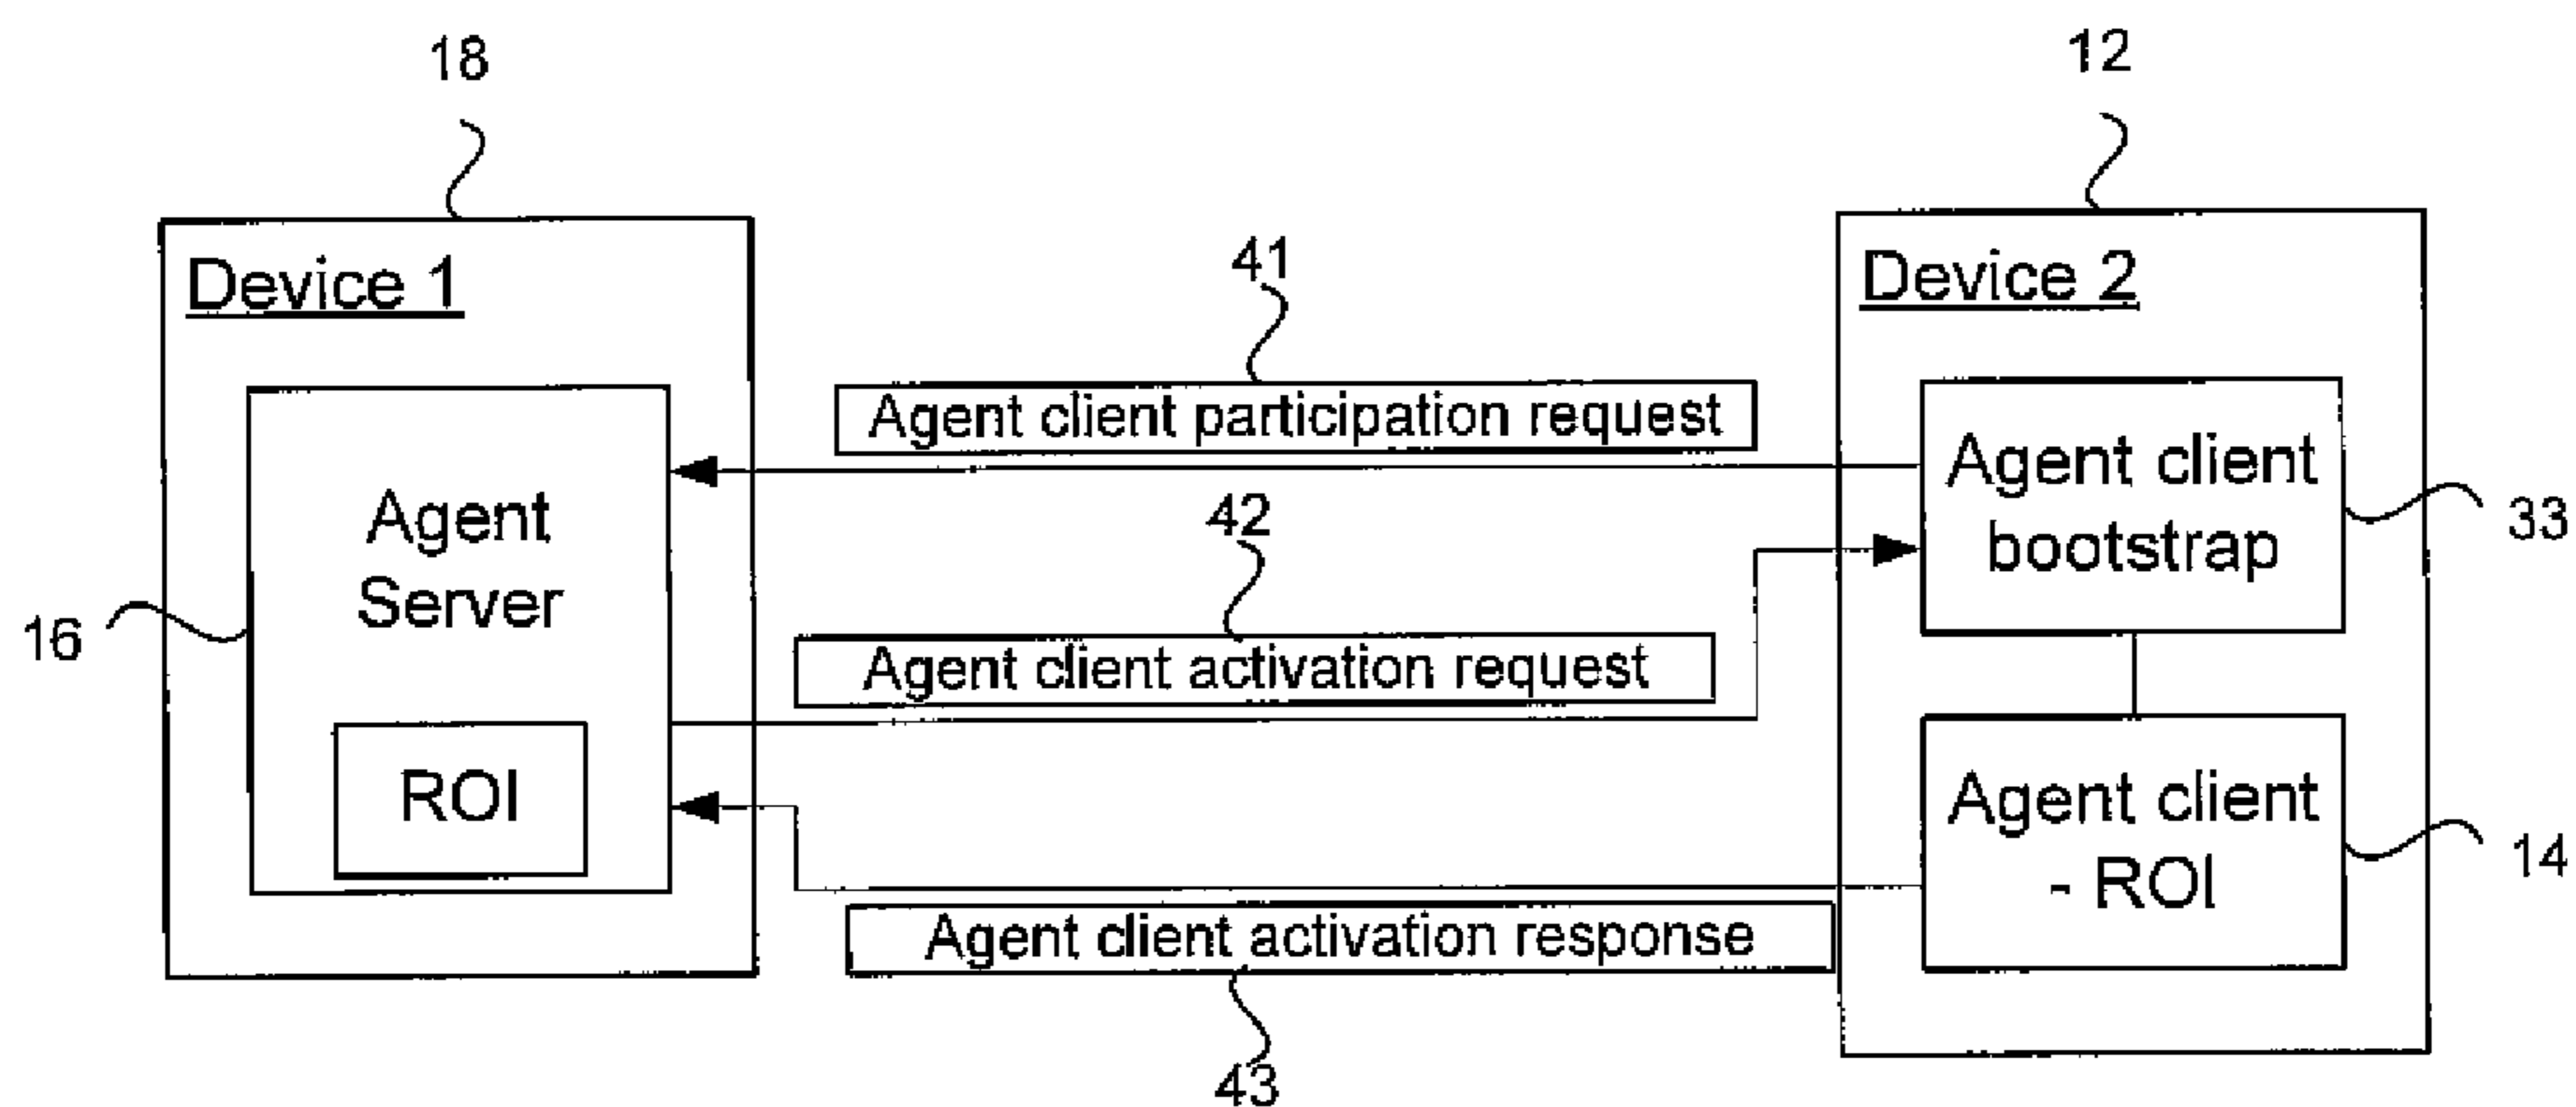 18
12
Device 1
41
Device 2
Agent client participation request
Agent client
bootstrap
33
Agent
Server
42
16
Agent client activation request
ROI
Agent client
- ROI
14
Agent client activation response
43